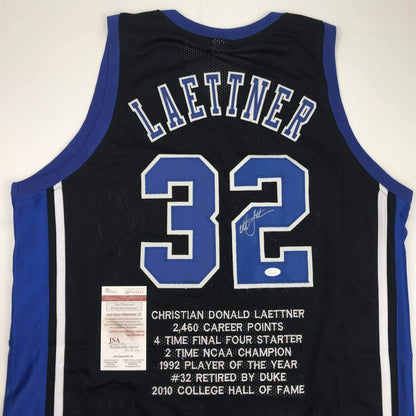 LAETTNER
32
JSA
CHRISTIAN DONALD LAETTNER
2,460 CAREER POINTS
4 TIME FINAL FOUR STARTER
2 TIME NCAA CHAMPION
1992 PLAYER OF THE YEAR
#32 RETIRED BY DUKE
2010 COLLEGE HALL OF FAME